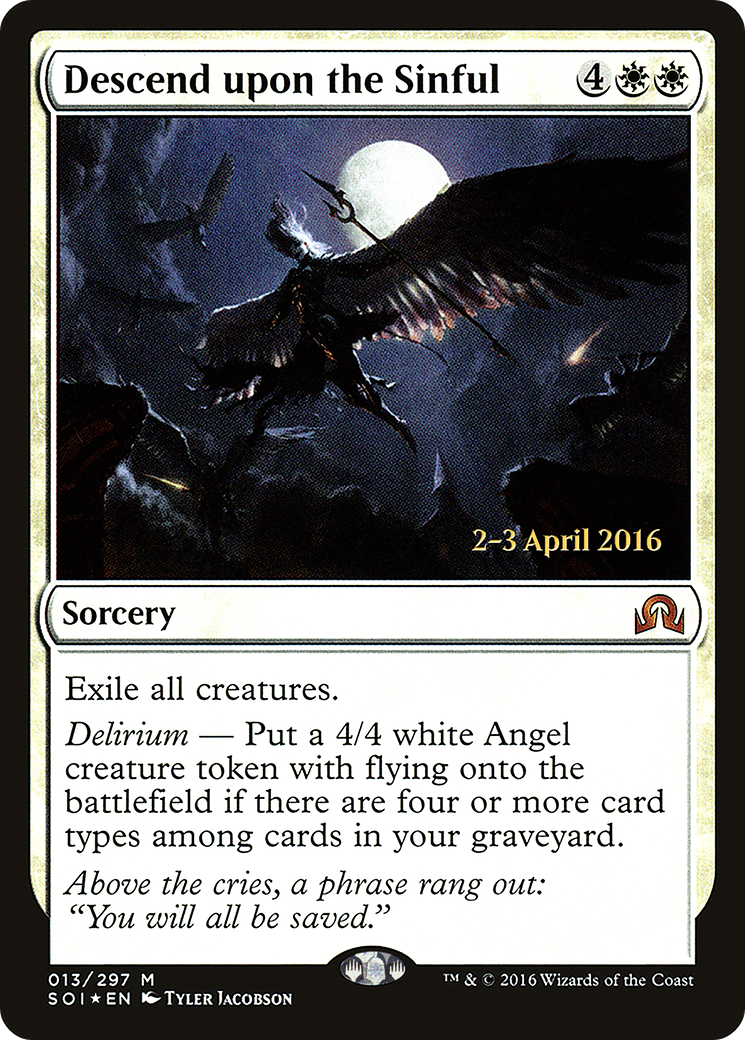 Descend upon the Sinful 4
2–3 April 2016
Sorcery
Exile all creatures.
Delirium — Put a 4/4 white Angel
creature token with flying onto the
battlefield if there are four or more card
types among cards in your graveyard.
Above the cries, a phrase rang out:
“You will all be saved.”
013/297 M
SOI★EN TYLER JACOBSON
™ & © 2016 Wizards of the Coast